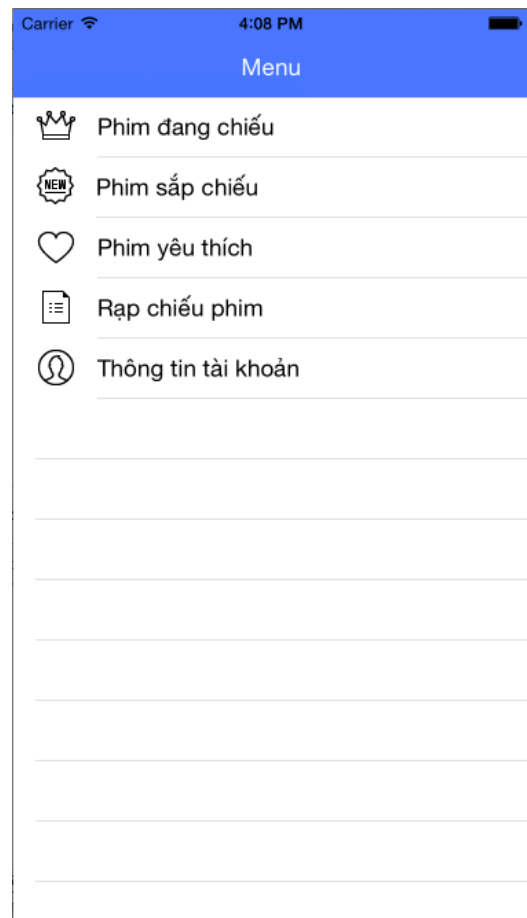 Carrier 4:08 PM
Menu
Phim đang chiếu
NEW Phim sắp chiếu
Phim yêu thích
Rạp chiếu phim
Thông tin tài khoản